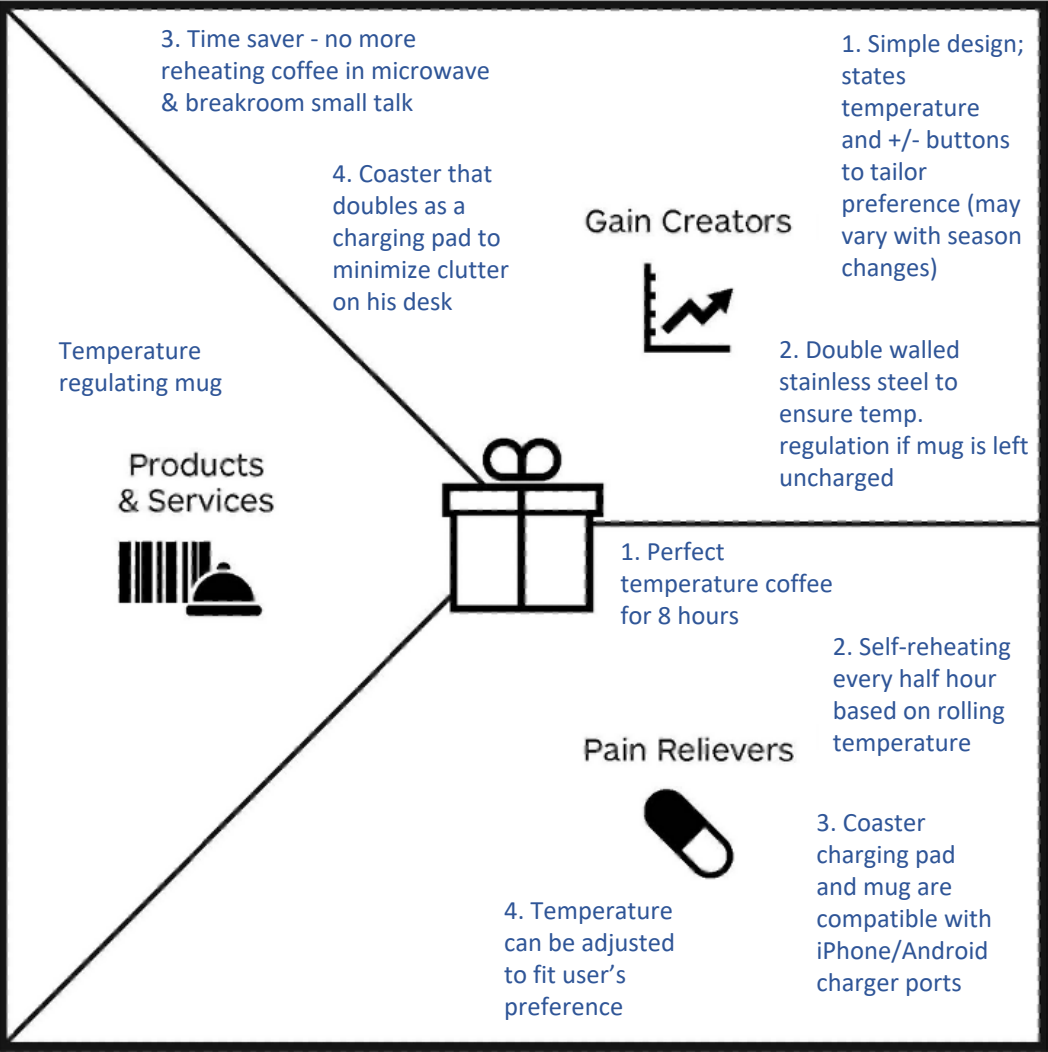 3. Time saver - no more
reheating coffee in microwave
& breakroom small talk
1. Simple design;
states
temperature
and +/- buttons
to tailor
preference (may
vary with season
changes)
4. Coaster that
doubles as a
charging pad to
minimize clutter
on his desk
Gain Creators
2. Double walled
stainless steel to
ensure temp.
regulation if mug is left
uncharged
Temperature
regulating mug
Products
& Services
1. Perfect
temperature coffee
for 8 hours
2. Self-reheating
every half hour
based on rolling
temperature
Pain Relievers
3. Coaster
charging pad
and mug are
compatible with
iPhone/Android
charger ports
4. Temperature
can be adjusted
to fit user’s
preference